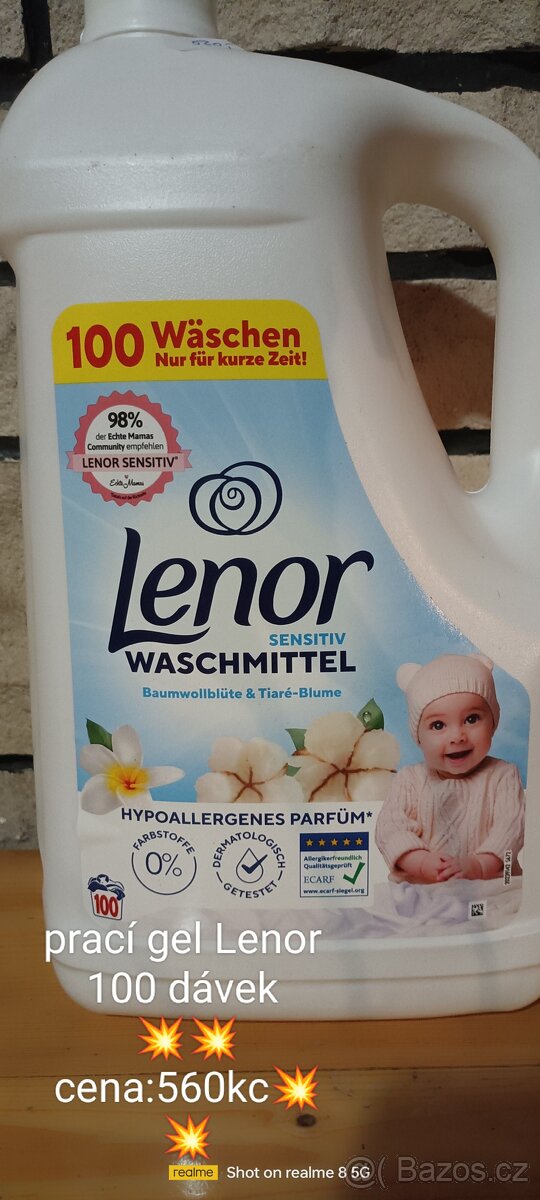 100 Wäschen
Nur für kurze Zeit!
98%
der Echte Mamas
Community empfehlen
LENOR SENSITIV*
Echte Mamas
Lenor
SENSITIV
WASCHMITTEL
Baumwollblüte & Tiaré-Blume
HYPOALLERGENES PARFÜM*
FARBSTOFFE
0%
DERMATOLOGISCH
GETESTET
Allergikerfreundlich
Qualitätsgeprüft
ECARF
www.ecarf-siegel.org
100
prací gel Lenor
100 dávek
💥💥
cena:560kc💥
💥
realme Shot on realme 8 5G
Bazos.cz